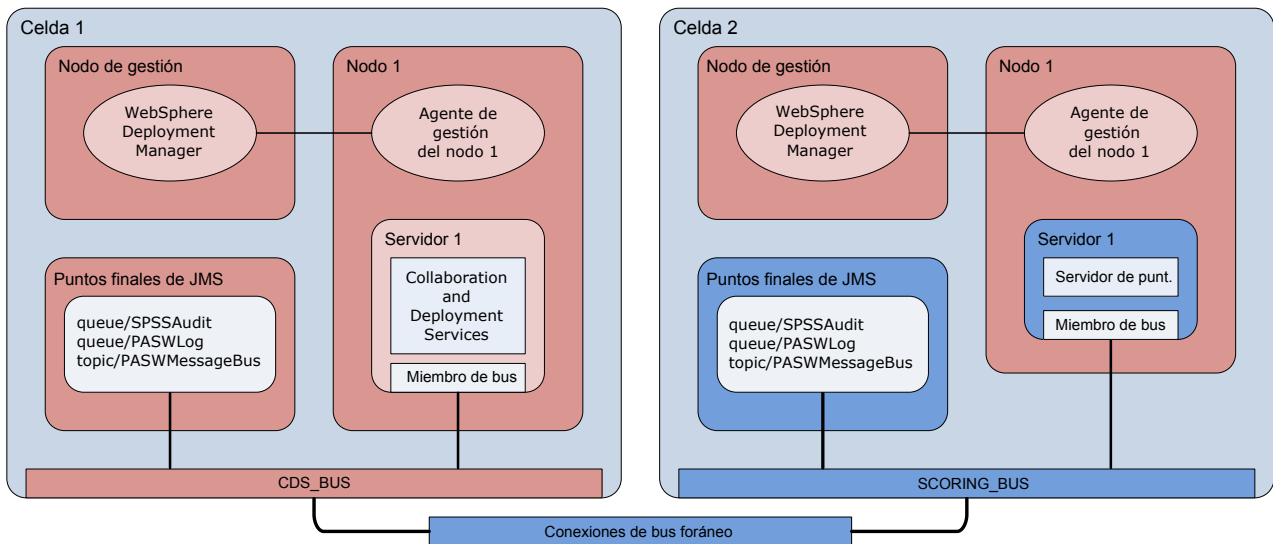 Celda 1
Nodo de gestión
WebSphere
Deployment
Manager
Nodo 1
Agente de
gestión
del nodo 1
Servidor 1
Collaboration
and
Deployment
Services
Miembro de bus
Puntos finales de JMS
queue/SPSSAudit
queue/PASWLog
topic/PASWMessageBus
CDS_BUS
Celda 2
Nodo de gestión
WebSphere
Deployment
Manager
Nodo 1
Agente de
gestión
del nodo 1
Servidor 1
Servidor de punt.
Miembro de bus
Puntos finales de JMS
queue/SPSSAudit
queue/PASWLog
topic/PASWMessageBus
SCORING_BUS
Conexiones de bus foráneo